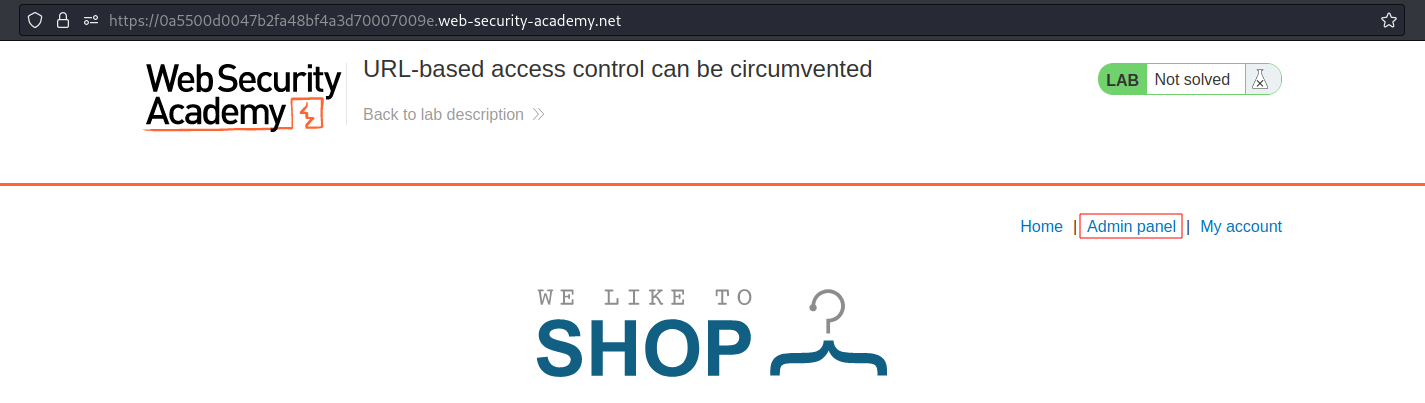 https://0a5500d0047b2fa48bf4a3d70007009e.web-security-academy.net
Web Security
Academy
URL-based access control can be circumvented
Back to lab description
LAB Not solved
Home | Admin panel | My account
WE LIKE TO
SHOP